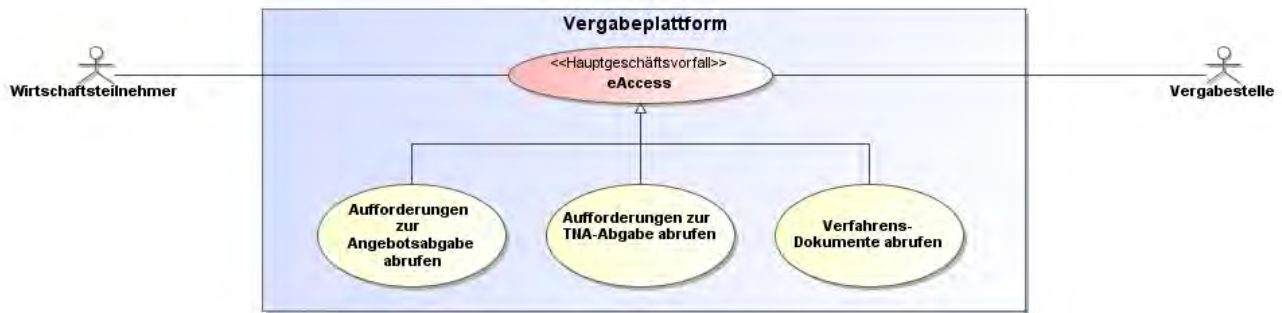 Vergabeplattform
<<Hauptgeschäftsvorfall>>
eAccess
Wirtschaftsteilnehmer
Vergabestelle
Aufforderungen
zur
Angebotsabgabe
abrufen
Aufforderungen zur
TNA-Abgabe abrufen
Verfahrens-
Dokumente abrufen